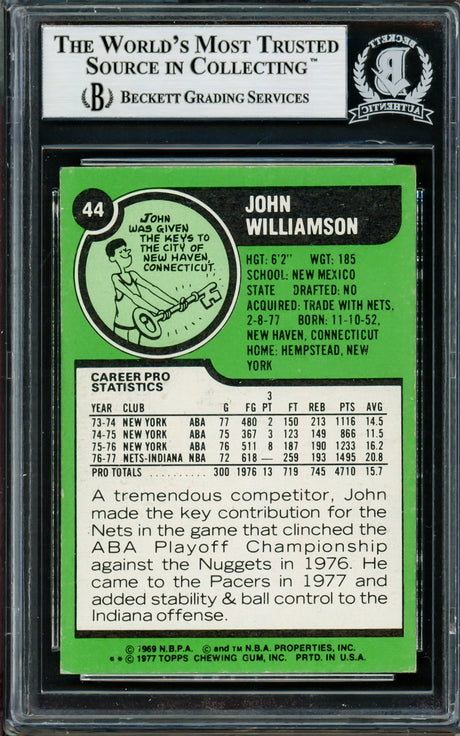 THE WORLD'S MOST TRUSTED
SOURCE IN COLLECTING™
B BECKETT GRADING SERVICES
BECKETT
B
AUTHENTIC
44
JOHN
WAS GIVEN
THE KEYS TO
THE CITY OF
NEW HAVEN,
CONNECTICUT.
JOHN
WILLIAMSON
HGT: 6'2" WGT: 185
SCHOOL: NEW MEXICO
STATE DRAFTED: NO
ACQUIRED: TRADE WITH NETS,
2-8-77 BORN: 11-10-52,
NEW HAVEN, CONNECTICUT
HOME: HEMPSTEAD, NEW
YORK
CAREER PRO
STATISTICS
3
YEAR CLUB G FG PT FT REB PTS AVG
73-74 NEW YORK ABA 77 480 2 150 213 1116 14.5
74-75 NEW YORK ABA 75 367 3 123 149 866 11.5
75-76 NEW YORK ABA 76 511 8 187 190 1233 16.2
76-77 NETS-INDIANA NBA 72 618 — 259 193 1495 20.8
PRO TOTALS .......... 300 1976 13 719 745 4710 15.7
A tremendous competitor, John
made the key contribution for the
Nets in the game that clinched the
ABA Playoff Championship
against the Nuggets in 1976. He
came to the Pacers in 1977 and
added stability & ball control to the
Indiana offense.
© 1969 N.B.P.A. © and TM N.B.A. PROPERTIES, INC.
** © 1977 TOPPS CHEWING GUM, INC. PRTD. IN U.S.A.